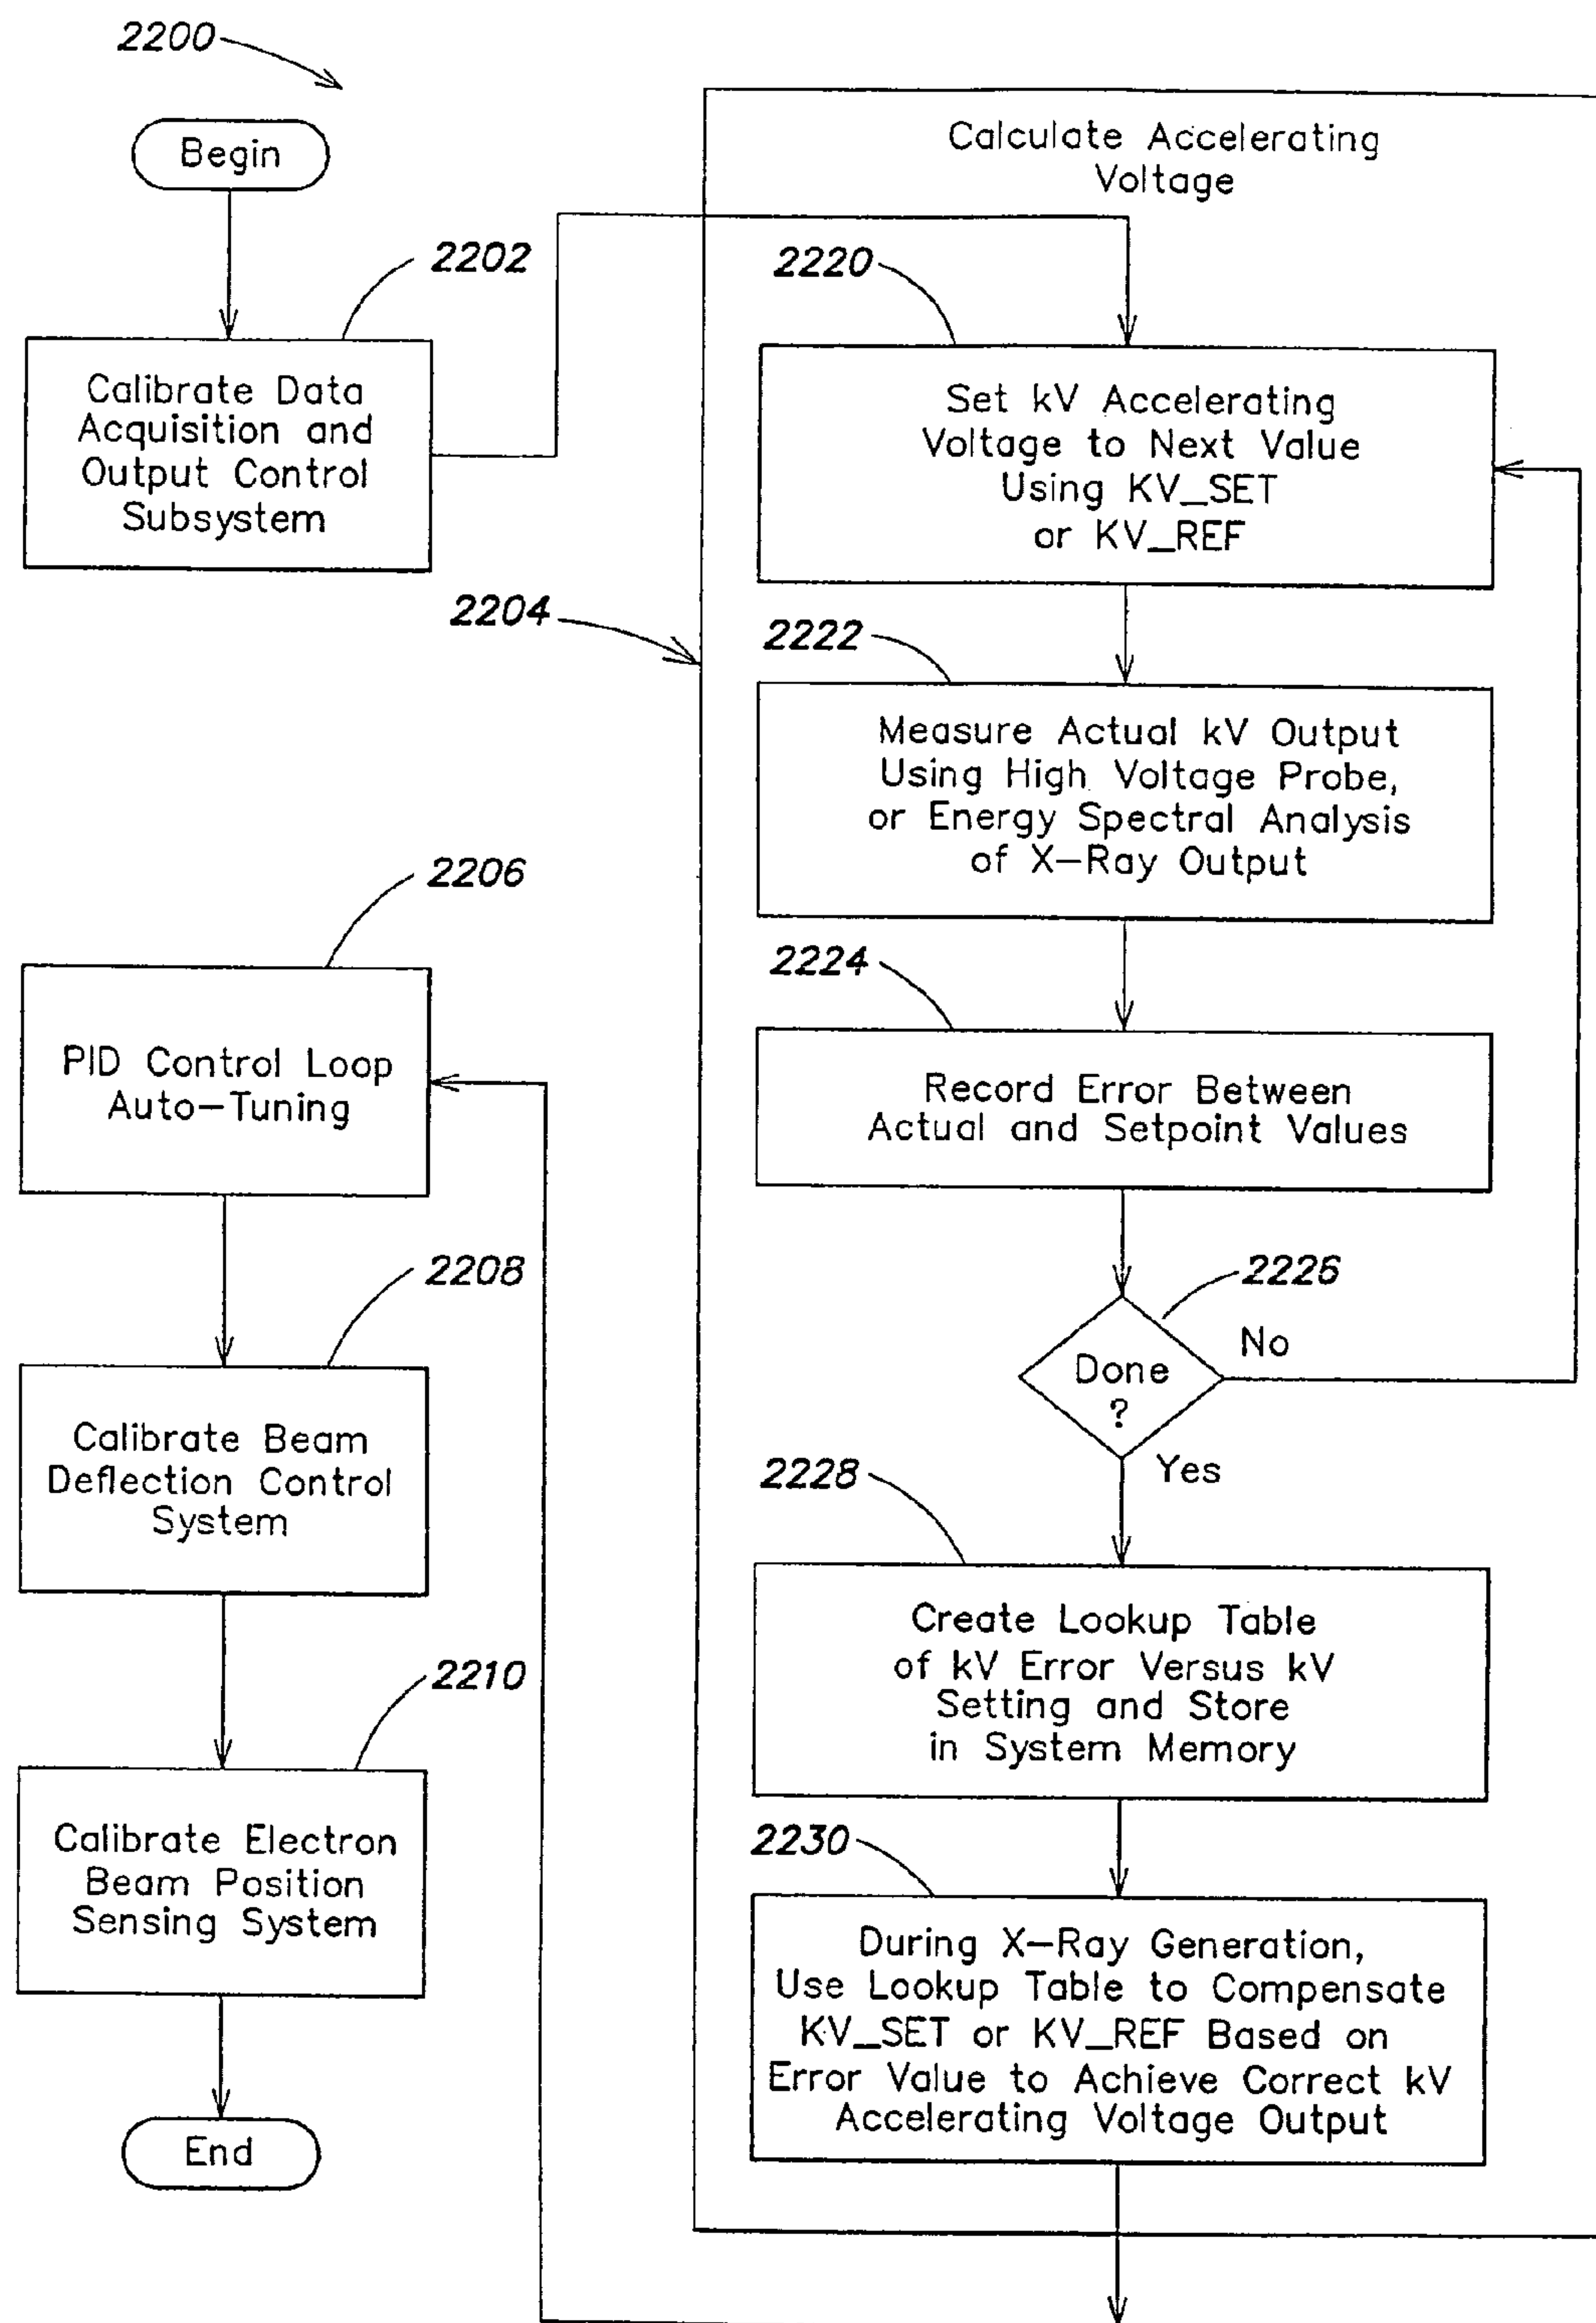 2200
Begin
2202
Calibrate Data
Acquisition and
Output Control
Subsystem
2204
Calculate Accelerating
Voltage
2220
Set kV Accelerating
Voltage to Next Value
Using KV_SET
or KV_REF
2222
Measure Actual kV Output
Using High Voltage Probe,
or Energy Spectral Analysis
of X-Ray Output
2224
Record Error Between
Actual and Setpoint Values
2226
Done
?
No
Yes
2228
Create Lookup Table
of kV Error Versus kV
Setting and Store
in System Memory
2230
During X-Ray Generation,
Use Lookup Table to Compensate
KV_SET or KV_REF Based on
Error Value to Achieve Correct kV
Accelerating Voltage Output
2206
PID Control Loop
Auto-Tuning
2208
Calibrate Beam
Deflection Control
System
2210
Calibrate Electron
Beam Position
Sensing System
End